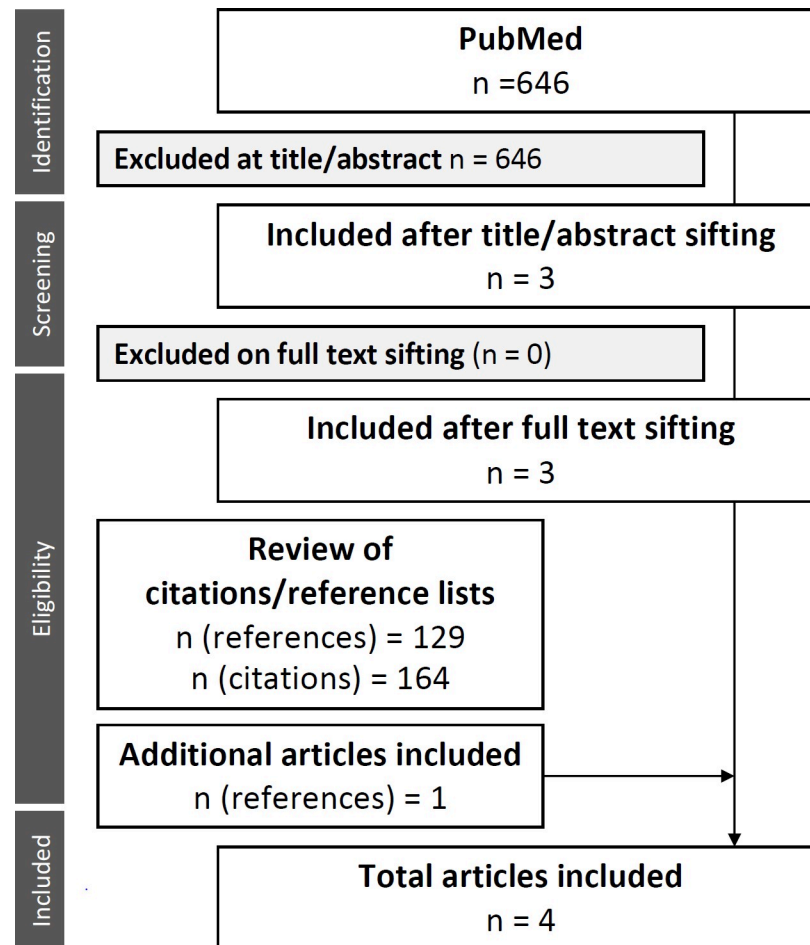 Identification
PubMed
n =646
Excluded at title/abstract n = 646
Screening
Included after title/abstract sifting
n = 3
Excluded on full text sifting (n = 0)
Eligibility
Included after full text sifting
n = 3
Review of
citations/reference lists
n (references) = 129
n (citations) = 164
Additional articles included
n (references) = 1
Included
Total articles included
n = 4